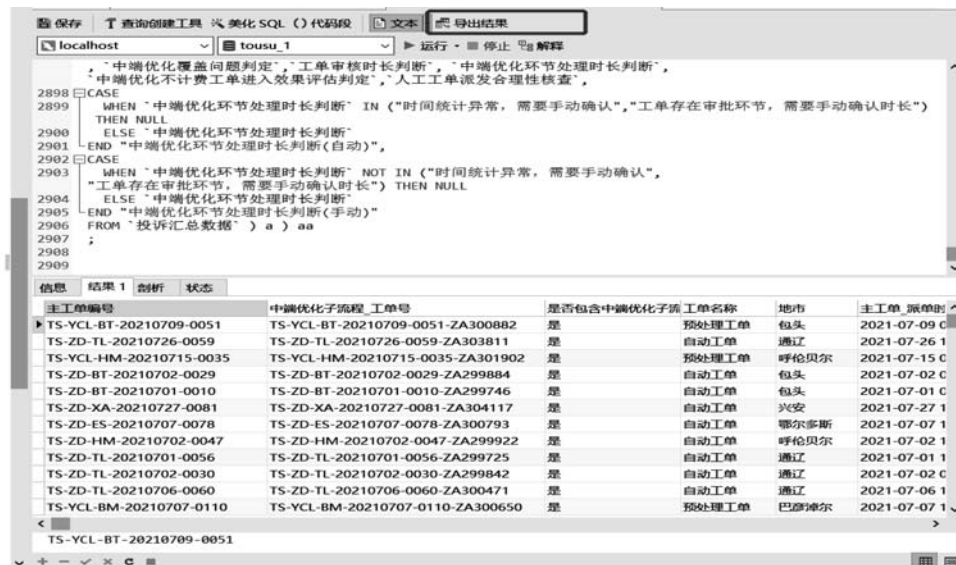 保存 查询创建工具 美化 SQL () 代码段 文本 导出结果
localhost tousu_1 运行 · 停止 解释
, `中端优化覆盖问题判定`,`工单审核时长判断`, `中端优化环节处理时长判断`,
`中端优化不计费工单进入效果评估判定`,`人工工单派发合理性核查`,
2898 CASE
2899 WHEN `中端优化环节处理时长判断` IN ("时间统计异常，需要手动确认","工单存在审批环节，需要手动确认时长")
THEN NULL
2900 ELSE `中端优化环节处理时长判断`
2901 END "中端优化环节处理时长判断(自动)",
2902 CASE
2903 WHEN `中端优化环节处理时长判断` NOT IN ("时间统计异常，需要手动确认",
"工单存在审批环节，需要手动确认时长") THEN NULL
2904 ELSE `中端优化环节处理时长判断`
2905 END "中端优化环节处理时长判断(手动)"
2906 FROM `投诉汇总数据` ) a ) aa
2907 ;
2908
2909
信息 结果 1 剖析 状态
主工单编号 中端优化子流程_工单号 是否包含中端优化子流 工单名称 地市 主工单_派单时
TS-YCL-BT-20210709-0051 TS-YCL-BT-20210709-0051-ZA300882 是 预处理工单 包头 2021-07-09 0
TS-ZD-TL-20210726-0059 TS-ZD-TL-20210726-0059-ZA303811 是 自动工单 通辽 2021-07-26 1
TS-YCL-HM-20210715-0035 TS-YCL-HM-20210715-0035-ZA301902 是 预处理工单 呼伦贝尔 2021-07-15 0
TS-ZD-BT-20210702-0029 TS-ZD-BT-20210702-0029-ZA299884 是 自动工单 包头 2021-07-02 0
TS-ZD-BT-20210701-0010 TS-ZD-BT-20210701-0010-ZA299746 是 自动工单 包头 2021-07-01 0
TS-ZD-XA-20210727-0081 TS-ZD-XA-20210727-0081-ZA304117 是 自动工单 兴安 2021-07-27 1
TS-ZD-ES-20210707-0078 TS-ZD-ES-20210707-0078-ZA300793 是 自动工单 鄂尔多斯 2021-07-07 1
TS-ZD-HM-20210702-0047 TS-ZD-HM-20210702-0047-ZA299922 是 自动工单 呼伦贝尔 2021-07-02 1
TS-ZD-TL-20210701-0056 TS-ZD-TL-20210701-0056-ZA299725 是 自动工单 通辽 2021-07-01 1
TS-ZD-TL-20210702-0030 TS-ZD-TL-20210702-0030-ZA299842 是 自动工单 通辽 2021-07-02 0
TS-ZD-TL-20210706-0060 TS-ZD-TL-20210706-0060-ZA300471 是 自动工单 通辽 2021-07-06 1
TS-YCL-BM-20210707-0110 TS-YCL-BM-20210707-0110-ZA300650 是 预处理工单 巴彦淖尔 2021-07-07 1
TS-YCL-BT-20210709-0051